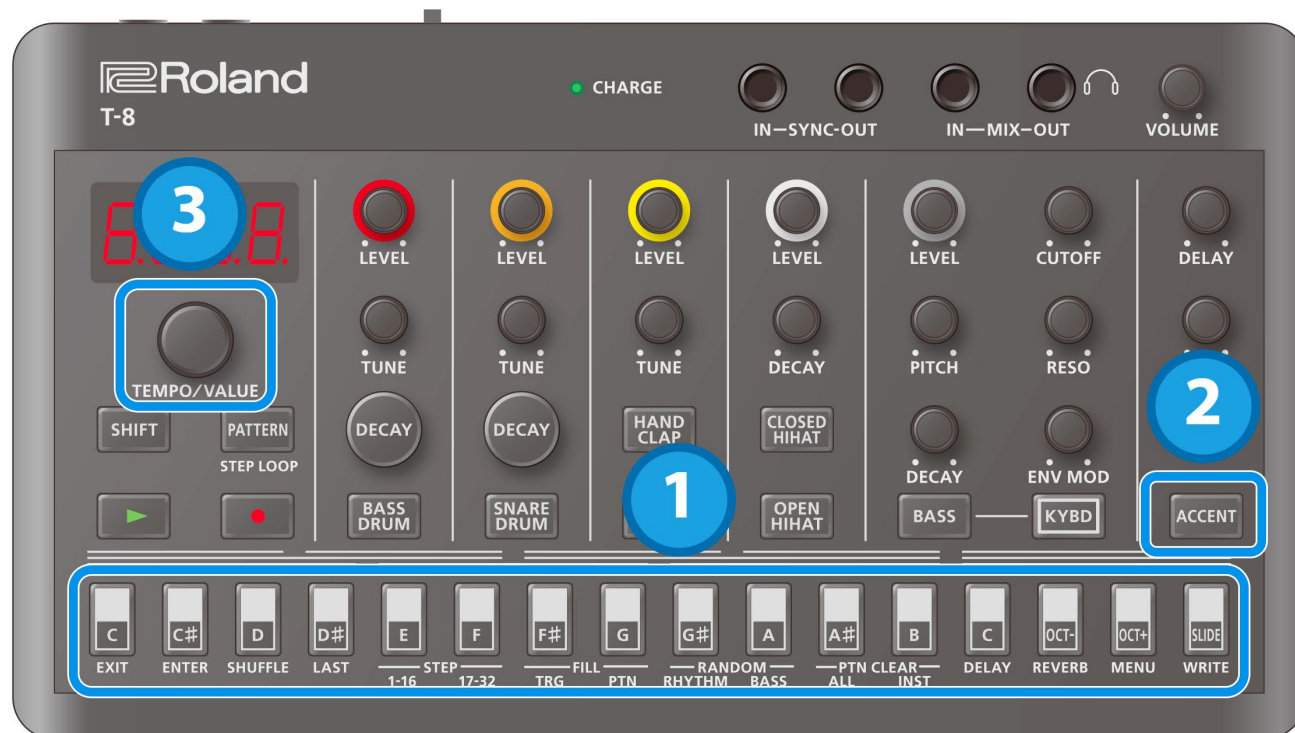 Roland
T-8
CHARGE
IN-SYNC-OUT
IN-MIX-OUT
VOLUME
3
LEVEL LEVEL LEVEL LEVEL LEVEL CUTOFF DELAY
TUNE TUNE TUNE DECAY PITCH RESO
TEMPO/VALUE
2
SHIFT PATTERN DECAY DECAY HAND CLAP CLOSED HIHAT
STEP LOOP
DECAY ENV MOD
1
BASS DRUM SNARE DRUM OPEN HIHAT BASS KYBD ACCENT
C C♯ D D♯ E F F♯ G G♯ A A♯ B C OCT- OCT+ SLIDE
EXIT ENTER SHUFFLE LAST STEP FILL RANDOM PTN CLEAR DELAY REVERB MENU WRITE
1-16 17-32 TRG PTN RHYTHM BASS ALL INST